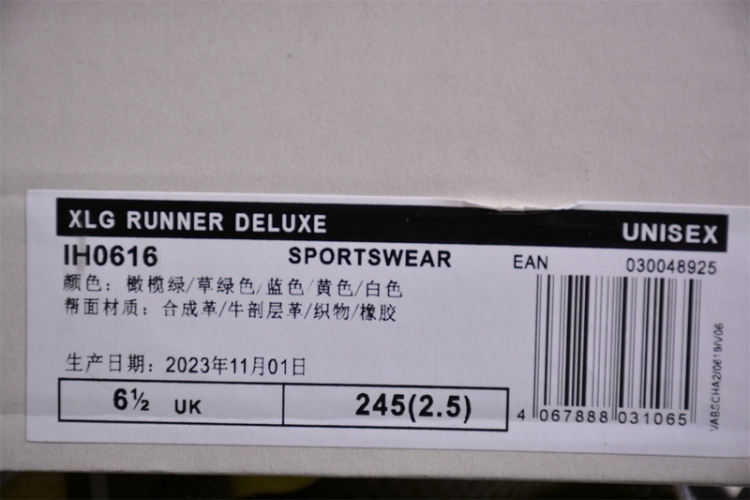 XLG RUNNER DELUXE
UNISEX
IH0616
SPORTSWEAR
EAN
030048925
颜色: 橄榄绿/草绿色/蓝色/黄色/白色
帮面材质: 合成革/牛剖层革/织物/橡胶
生产日期: 2023年11月01日
6½ UK
245(2.5)
4 067888 031065
VABSCHA2/0619/V06